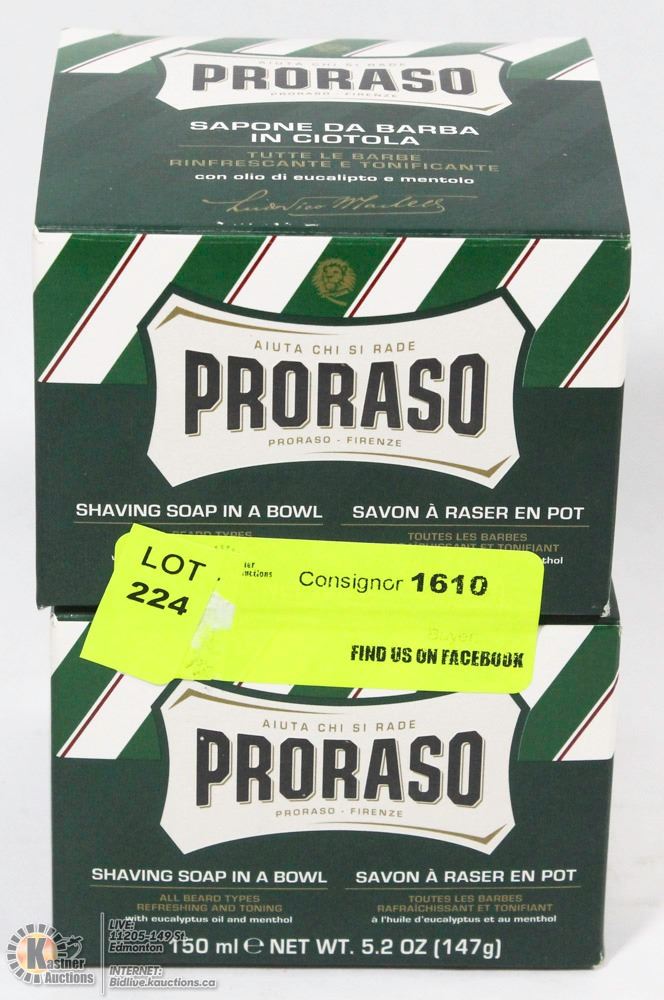 AIUTA CHI SI RADE
PRORASO
PRORASO - FIRENZE
SAPONE DA BARBA
IN CIOTOLA
TUTTE LE BARBE
RINFRESCANTE E TONIFICANTE
con olio di eucalipto e mentolo
AIUTA CHI SI RADE
PRORASO
PRORASO - FIRENZE
SHAVING SOAP IN A BOWL
SAVON À RASER EN POT
BEARD TYPES
TOUTES LES BARBES
ET TONIFIANT
LOT
224
Consignor 1610
Buyer
FIND US ON FACEBOOK
AIUTA CHI SI RADE
PRORASO
PRORASO - FIRENZE
SHAVING SOAP IN A BOWL
ALL BEARD TYPES
REFRESHING AND TONING
with eucalyptus oil and menthol
SAVON À RASER EN POT
TOUTES LES BARBES
RAFRAÎCHISSANT ET TONIFIANT
à l'huile d'eucalyptus et au menthol
150 ml e NET WT. 5.2 OZ (147g)
Kastner
Auctions
LIVE:
11205-149 St.
Edmonton
INTERNET:
Bidlive.kauctions.ca